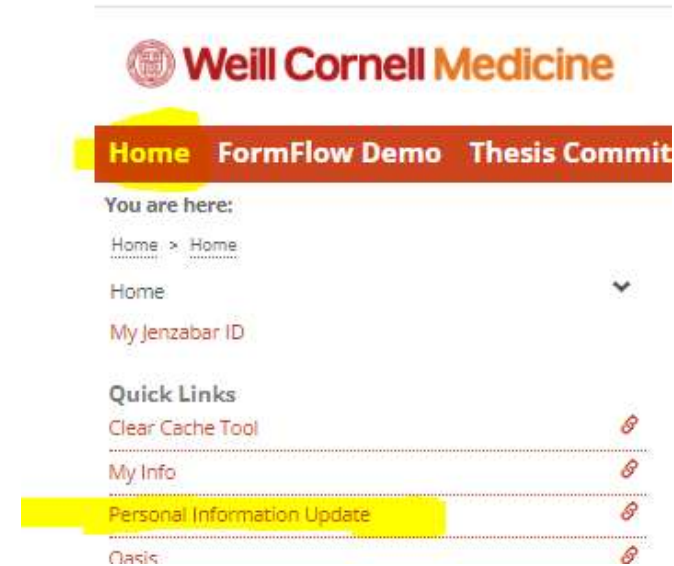 Weill Cornell Medicine
Home FormFlow Demo Thesis Commit
You are here:
Home > Home
Home
My Jenzabar ID
Quick Links
Clear Cache Tool
My Info
Personal Information Update
Oasis